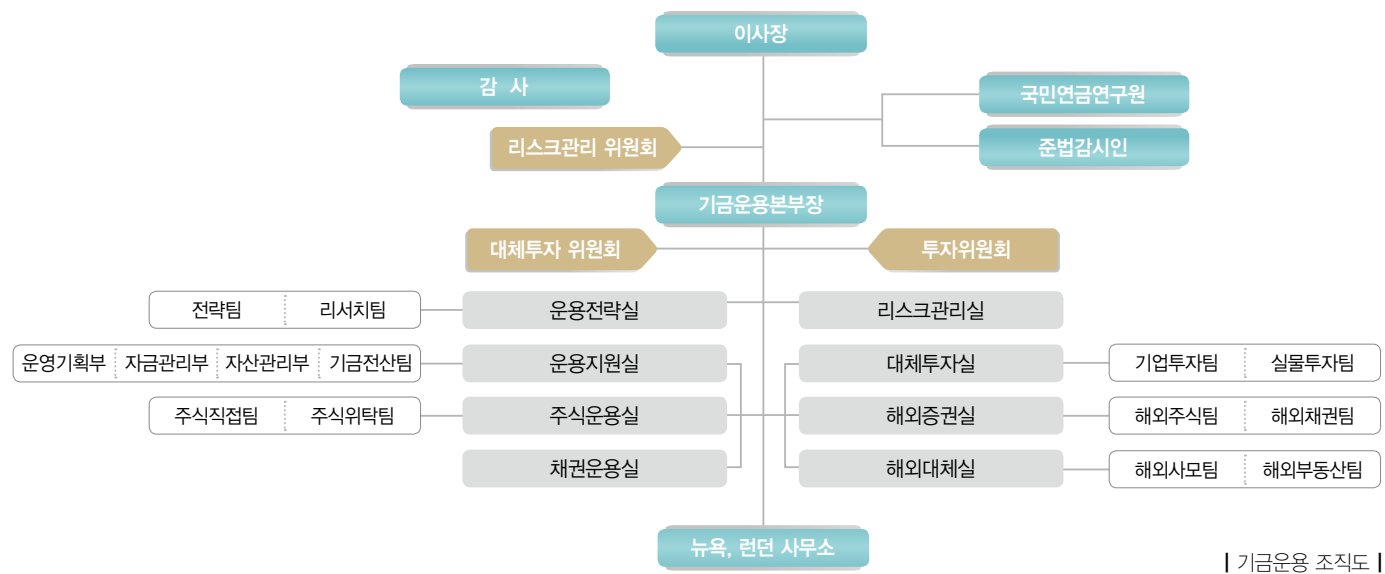 이사장
감 사
국민연금연구원
리스크관리 위원회
준법감시인
기금운용본부장
대체투자 위원회
투자위원회
전략팀 리서치팀
운용전략실
리스크관리실
운영기획부 자금관리부 자산관리부 기금전산팀
운용지원실
대체투자실
기업투자팀 실물투자팀
주식직접팀 주식위탁팀
주식운용실
해외증권실
해외주식팀 해외채권팀
채권운용실
해외대체실
해외사모팀 해외부동산팀
뉴욕, 런던 사무소
| 기금운용 조직도 |